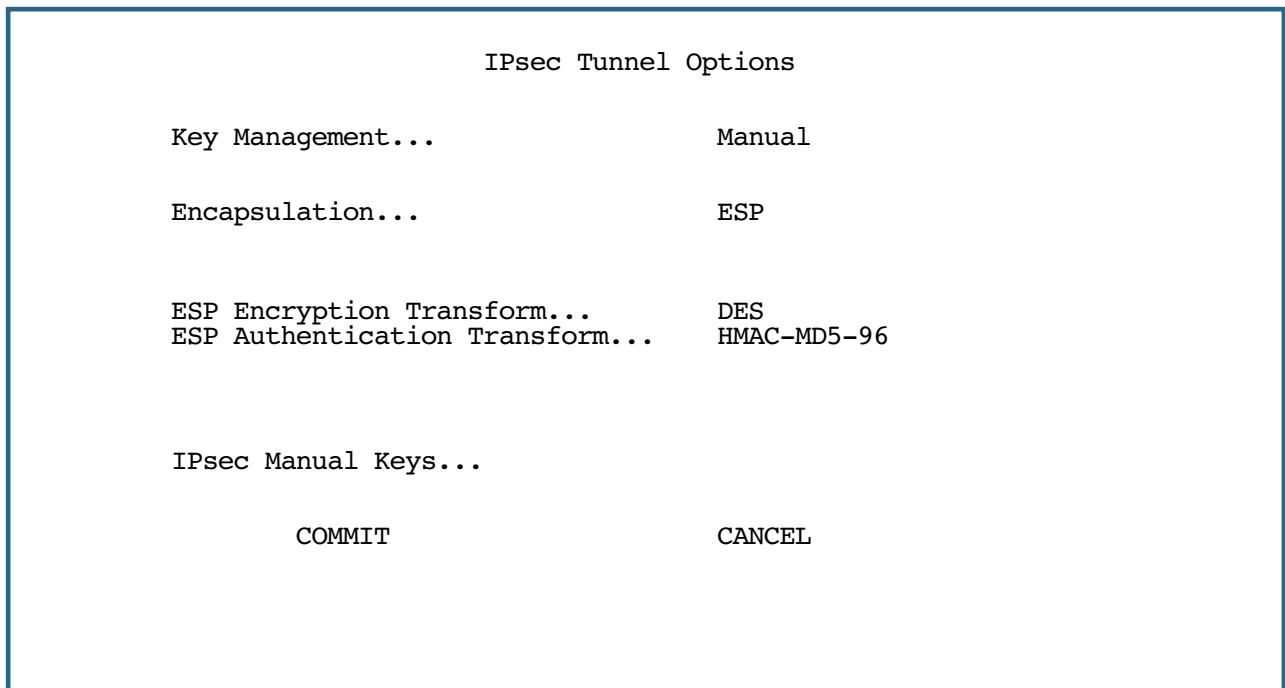 IPsec Tunnel Options
Key Management... Manual
Encapsulation... ESP
ESP Encryption Transform... DES
ESP Authentication Transform... HMAC-MD5-96
IPsec Manual Keys...
COMMIT CANCEL